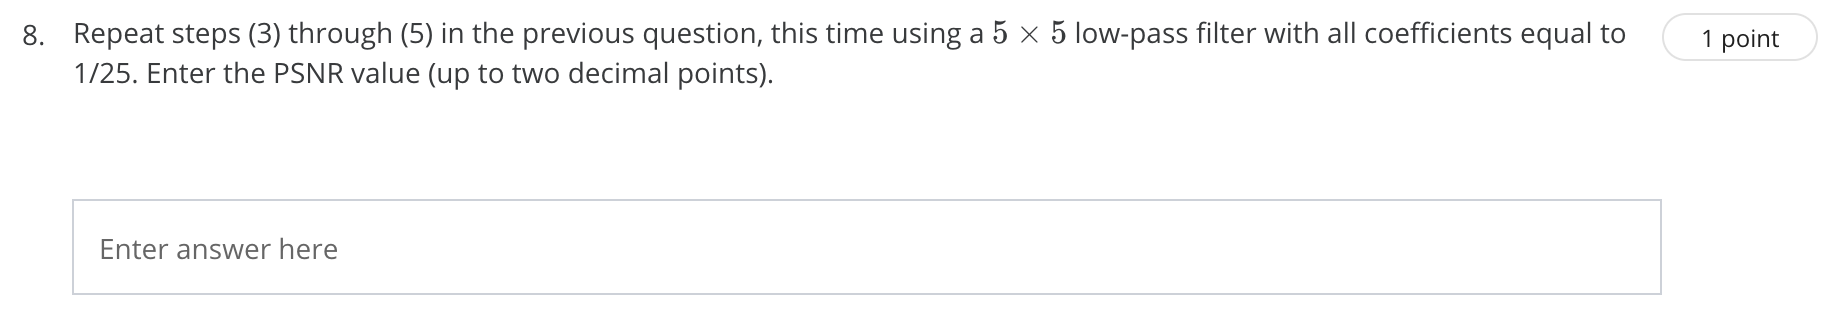 8. Repeat steps (3) through (5) in the previous question, this time using a 5 × 5 low-pass filter with all coefficients equal to 1 point
1/25. Enter the PSNR value (up to two decimal points).
Enter answer here